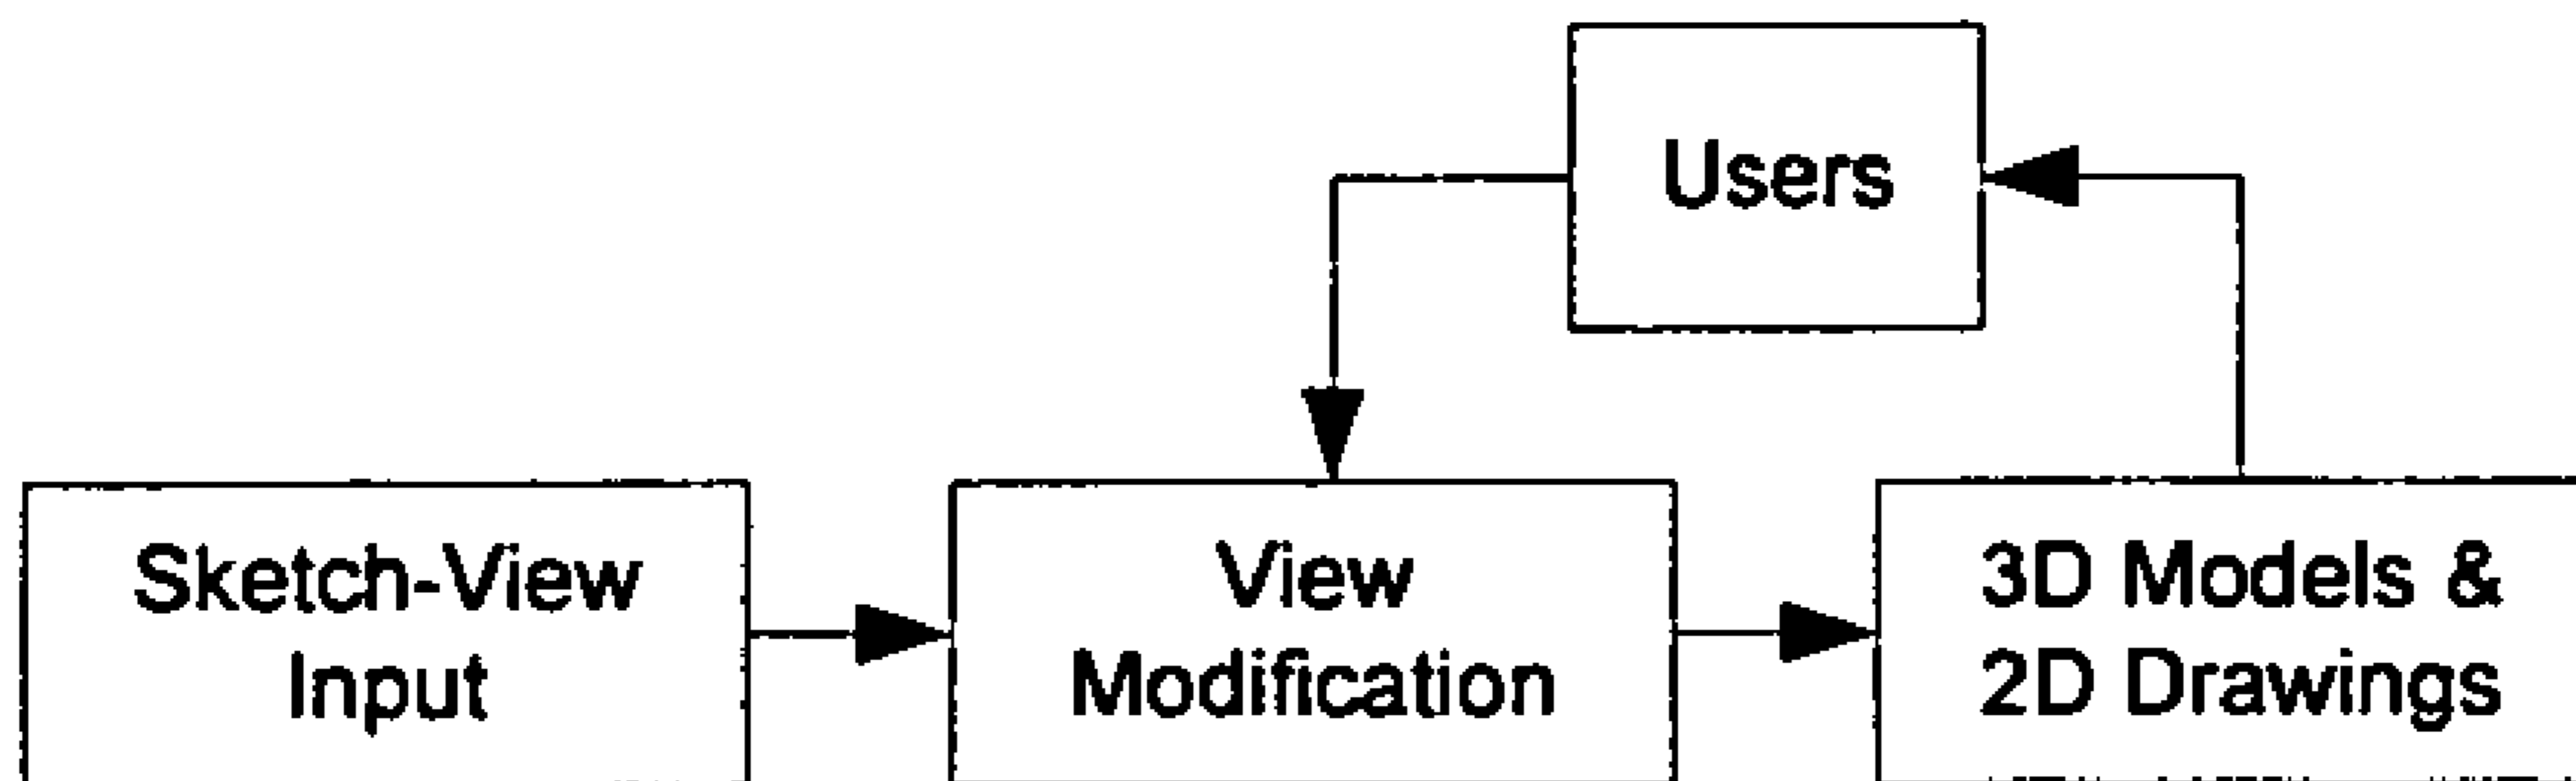 Users
Sketch-View
Input
View
Modification
3D Models &
2D Drawings